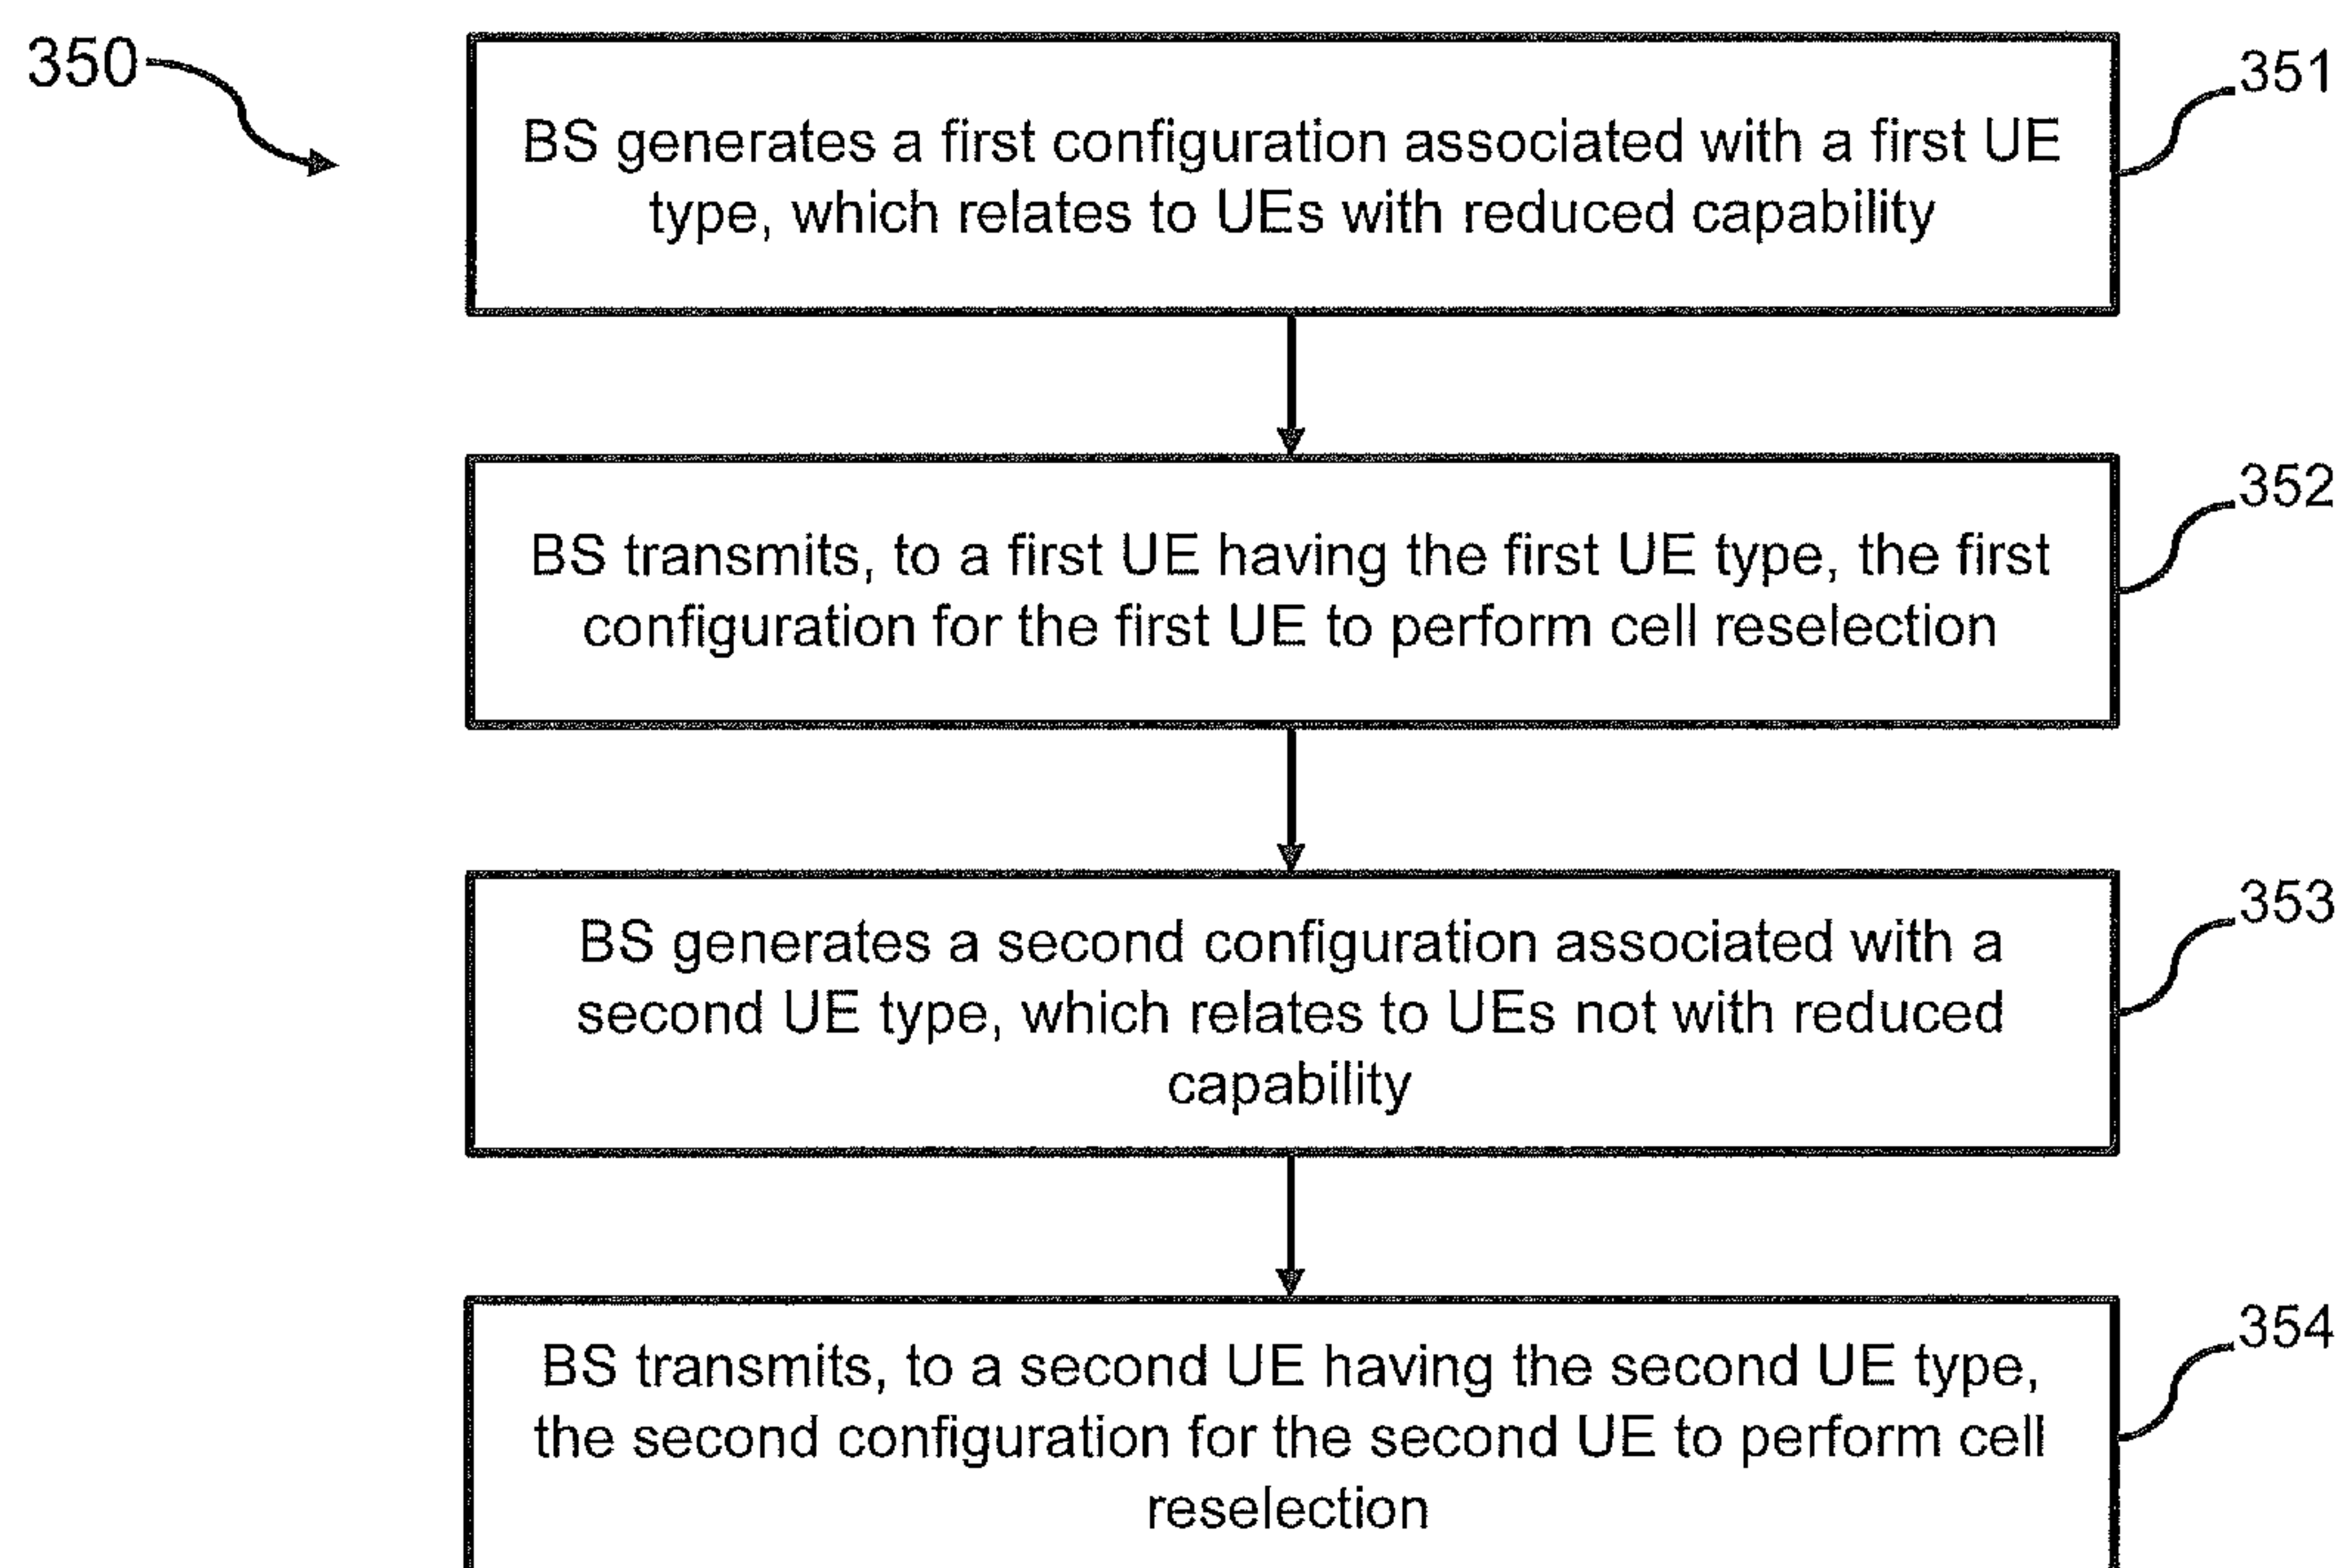 350
351
BS generates a first configuration associated with a first UE
type, which relates to UEs with reduced capability
352
BS transmits, to a first UE having the first UE type, the first
configuration for the first UE to perform cell reselection
353
BS generates a second configuration associated with a
second UE type, which relates to UEs not with reduced
capability
354
BS transmits, to a second UE having the second UE type,
the second configuration for the second UE to perform cell
reselection